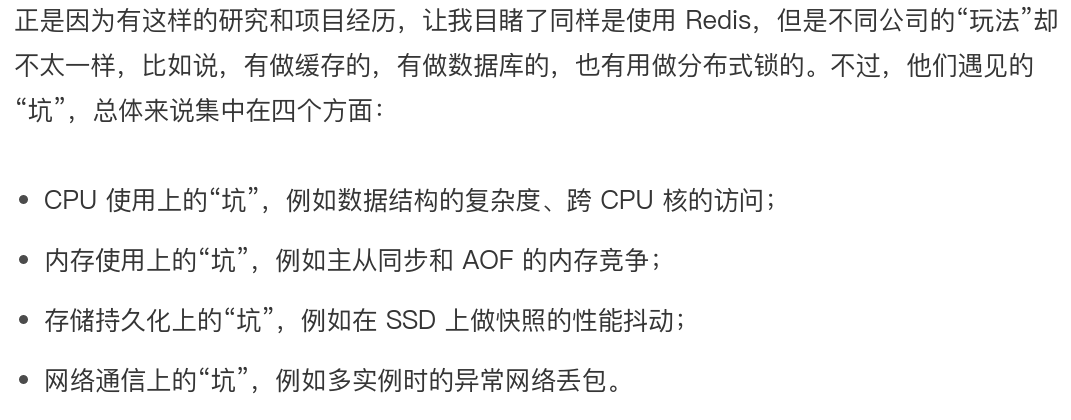 正是因为有这样的研究和项目经历，让我目睹了同样是使用 Redis，但是不同公司的“玩法”却
不太一样，比如说，有做缓存的，有做数据库的，也有用做分布式锁的。不过，他们遇见的
“坑”，总体来说集中在四个方面：
• CPU 使用上的“坑”，例如数据结构的复杂度、跨 CPU 核的访问；
• 内存使用上的“坑”，例如主从同步和 AOF 的内存竞争；
• 存储持久化上的“坑”，例如在 SSD 上做快照的性能抖动；
• 网络通信上的“坑”，例如多实例时的异常网络丢包。